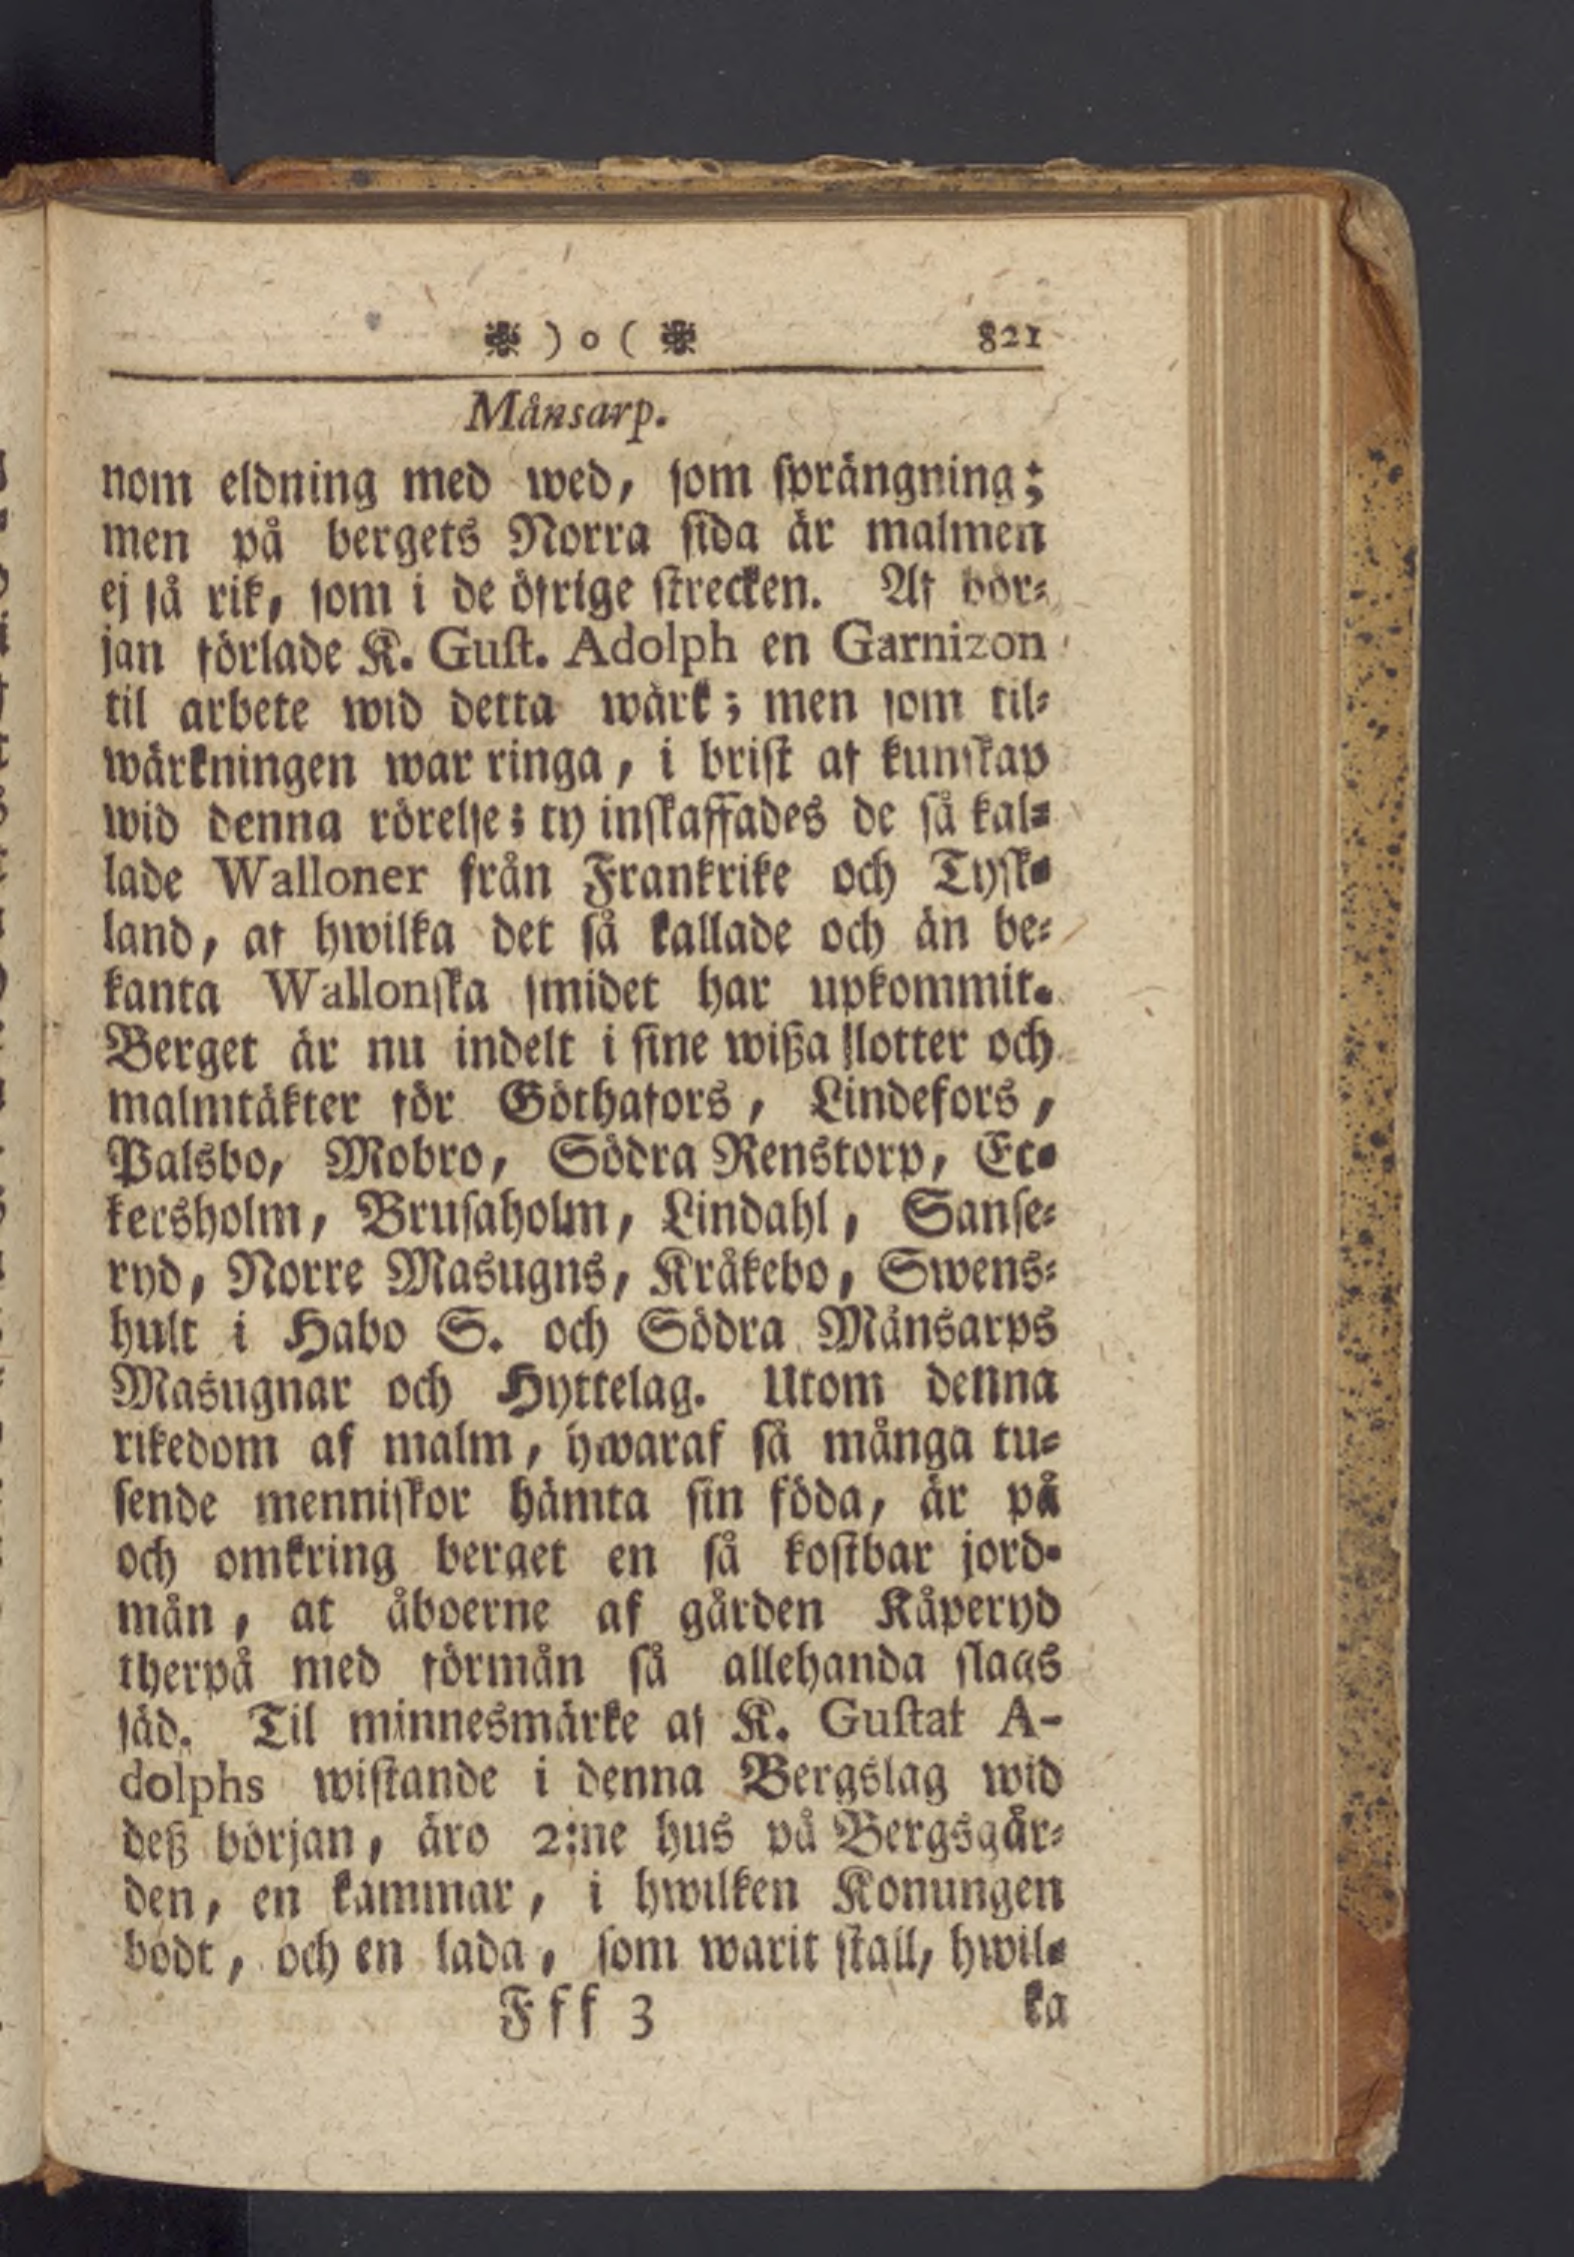 ❃ ) o ( ❃ 821
Månsarp.
nom eldning med wed, som sprängning;
men på bergets Norra sida är malmen
ej så rik, som i de öfrige strecken. Af bör-
jan förlade K. Gust. Adolph en Garnizon
til arbete wid detta wärk; men som til-
wärkningen war ringa, i brist af kunskap
wid denna rörelse; ty inskaffades de så kal-
lade Walloner från Frankrike och Tysk-
land, af hwilka det så kallade och än be-
kanta Wallonska smidet har upkommit.
Berget är nu indelt i sine wißa slotter och
malmtäkter för Göthafors, Lindefors,
Palsbo, Mobro, Södra Renstorp, Ec-
kersholm, Brusaholm, Lindahl, Sanse-
ryd, Norre Masugns, Kråkebo, Swens-
hult i Habo S. och Södra Månsarps
Masugnar och Hyttelag. Utom denna
rikedom af malm, hwaraf så många tu-
sende menniskor hämta sin föda, är på
och omkring berget en så kostbar jord-
mån, at åboerne af gården Kåperyd
therpå med förmån så allehanda slags
säd. Til minnesmärke af K. Gustaf A-
dolphs wistande i denna Bergslag wid
deß början, äro 2:ne hus på Bergsgår-
den, en kammar, i hwilken Konungen
bodt, och en lada, som warit stall, hwil-
Fff 3 ka